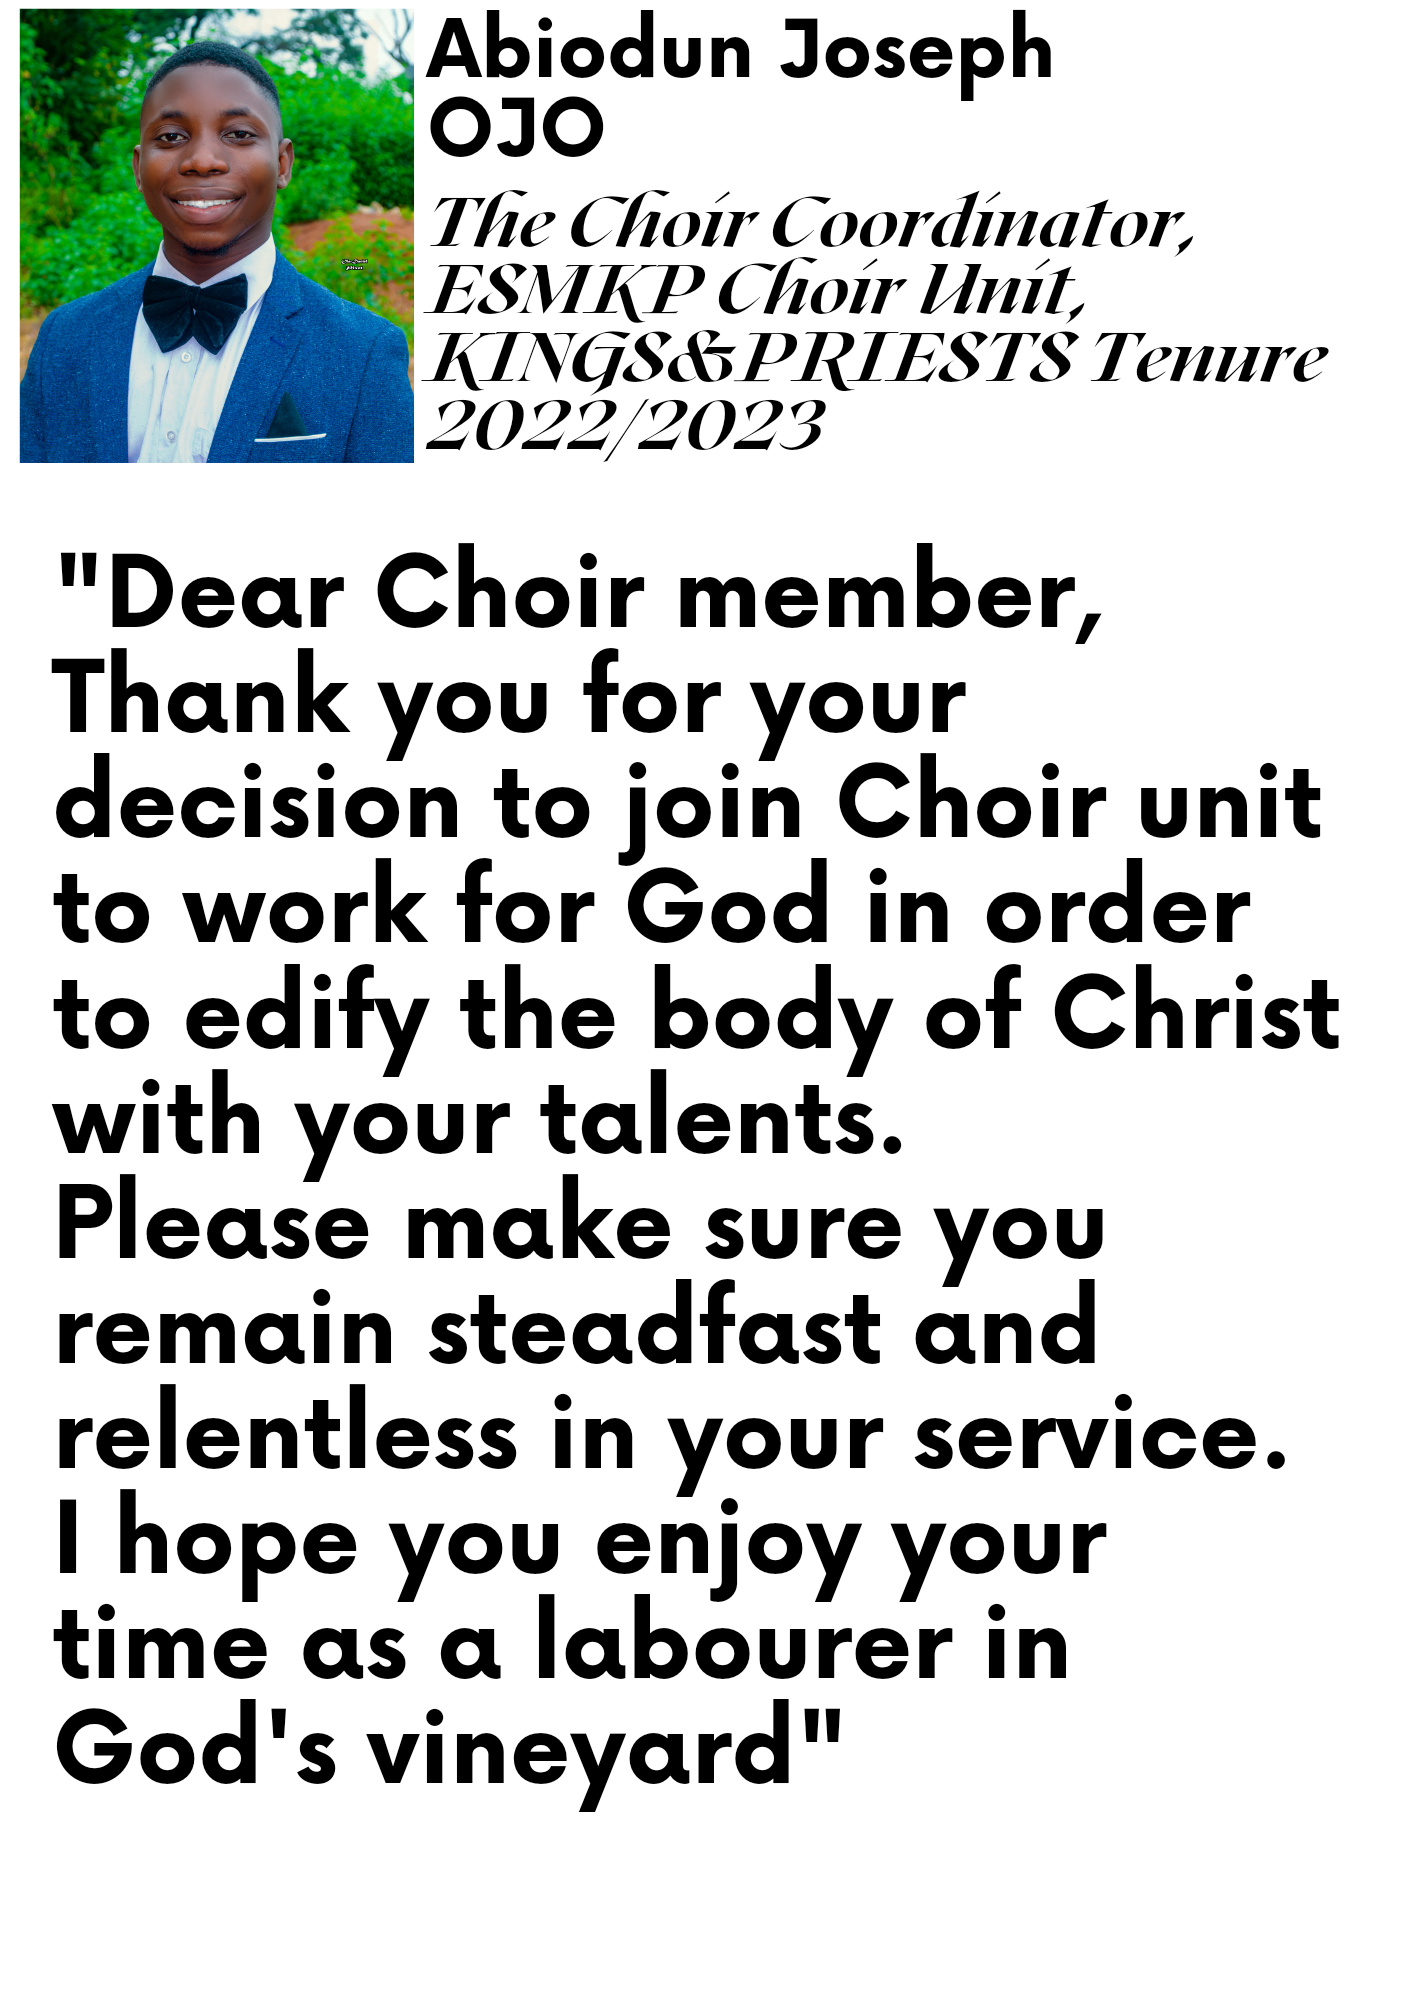 Abiodun Joseph
OJO
The Choir Coordinator,
ESMKP Choir Unit,
KINGS&PRIESTS Tenure
2022/2023
"Dear Choir member,
Thank you for your
decision to join Choir unit
to work for God in order
to edify the body of Christ
with your talents.
Please make sure you
remain steadfast and
relentless in your service.
I hope you enjoy your
time as a labourer in
God's vineyard"